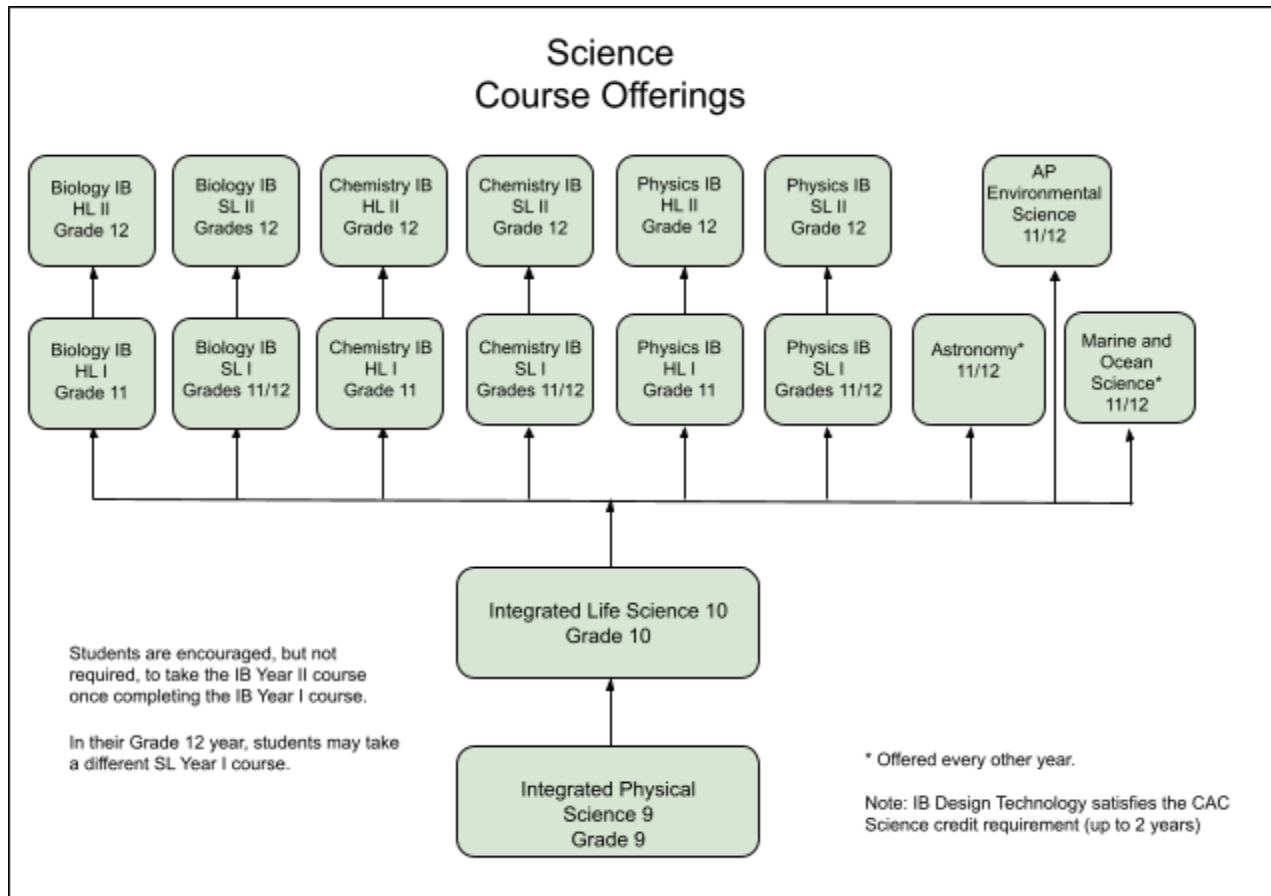 Science
Course Offerings
Biology IB
HL II
Grade 12
Biology IB
SL II
Grades 12
Chemistry IB
HL II
Grade 12
Chemistry IB
SL II
Grade 12
Physics IB
HL II
Grade 12
Physics IB
SL II
Grade 12
AP
Environmental
Science
11/12
Biology IB
HL I
Grade 11
Biology IB
SL I
Grades 11/12
Chemistry IB
HL I
Grade 11
Chemistry IB
SL I
Grades 11/12
Physics IB
HL I
Grade 11
Physics IB
SL I
Grades 11/12
Astronomy*
11/12
Marine and
Ocean
Science*
11/12
Integrated Life Science 10
Grade 10
Students are encouraged, but not
required, to take the IB Year II course
once completing the IB Year I course.
In their Grade 12 year, students may take
a different SL Year I course.
Integrated Physical
Science 9
Grade 9
* Offered every other year.
Note: IB Design Technology satisfies the CAC
Science credit requirement (up to 2 years)